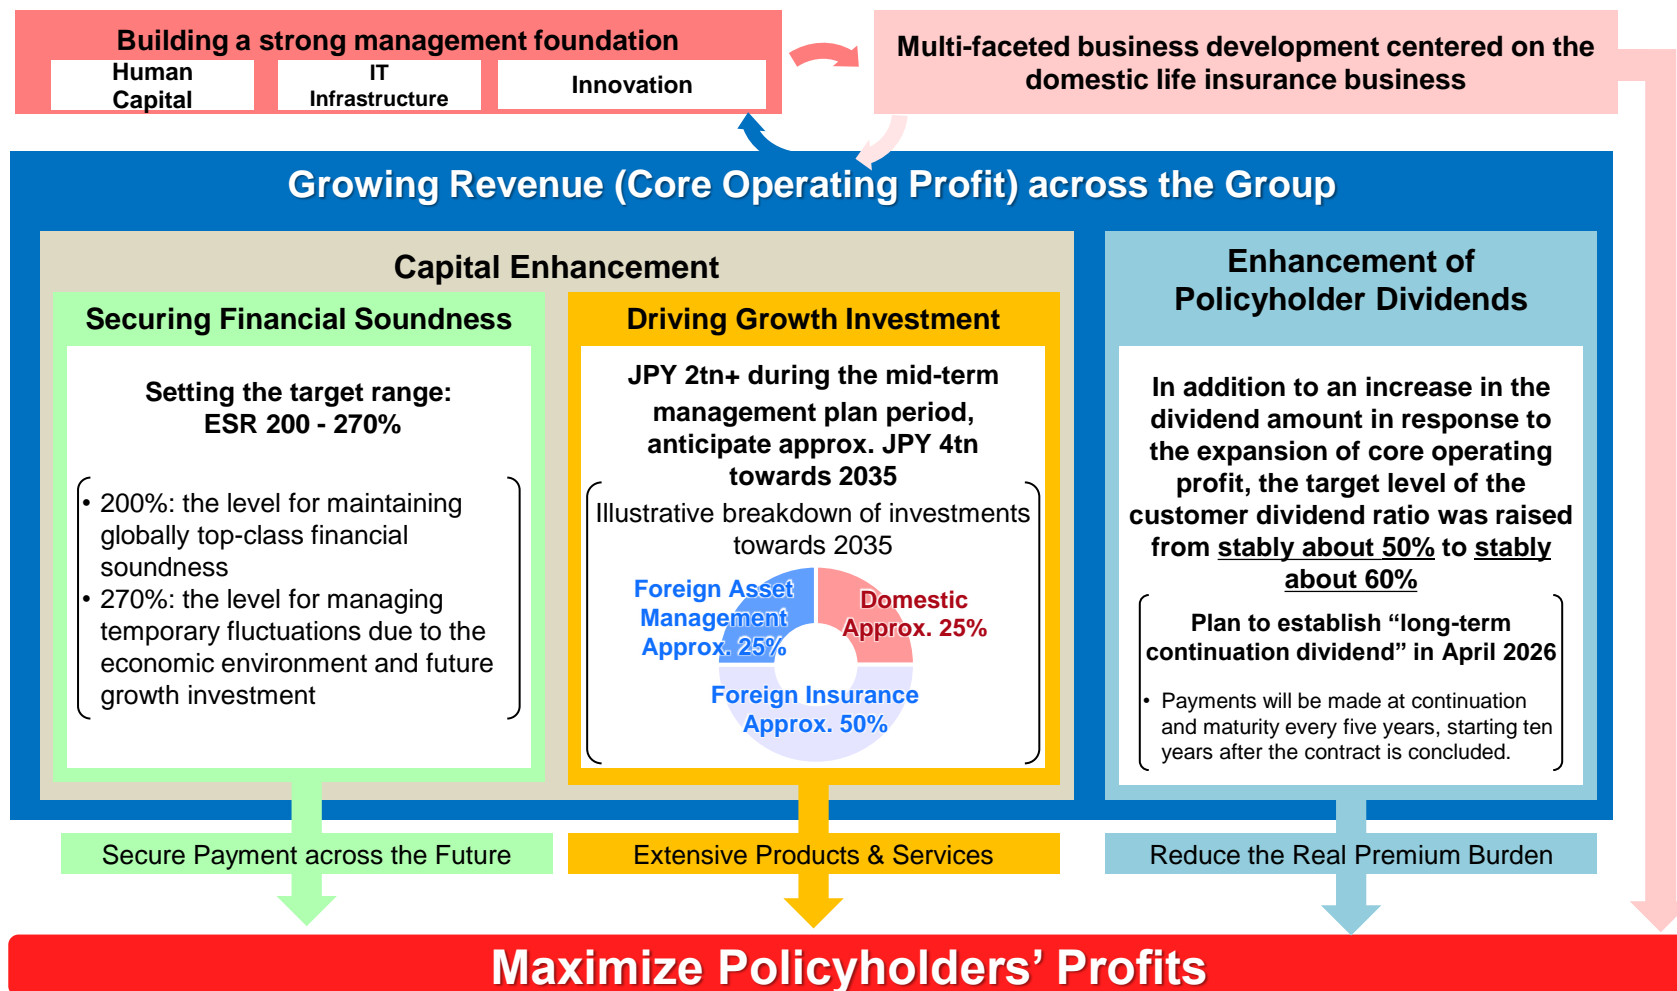 Building a strong management foundation
Human
Capital
IT
Infrastructure
Innovation
Multi-faceted business development centered on the
domestic life insurance business
Growing Revenue (Core Operating Profit) across the Group
Capital Enhancement
Securing Financial Soundness
Setting the target range:
ESR 200 - 270%
• 200%: the level for maintaining
globally top-class financial
soundness
• 270%: the level for managing
temporary fluctuations due to the
economic environment and future
growth investment
Driving Growth Investment
JPY 2tn+ during the mid-term
management plan period,
anticipate approx. JPY 4tn
towards 2035
Illustrative breakdown of investments
towards 2035
Foreign Asset
Management
Approx. 25%
Domestic
Approx. 25%
Foreign Insurance
Approx. 50%
Enhancement of
Policyholder Dividends
In addition to an increase in the
dividend amount in response to
the expansion of core operating
profit, the target level of the
customer dividend ratio was raised
from stably about 50% to stably
about 60%
Plan to establish “long-term
continuation dividend” in April 2026
• Payments will be made at continuation
and maturity every five years, starting ten
years after the contract is concluded.
Secure Payment across the Future
Extensive Products & Services
Reduce the Real Premium Burden
Maximize Policyholders’ Profits